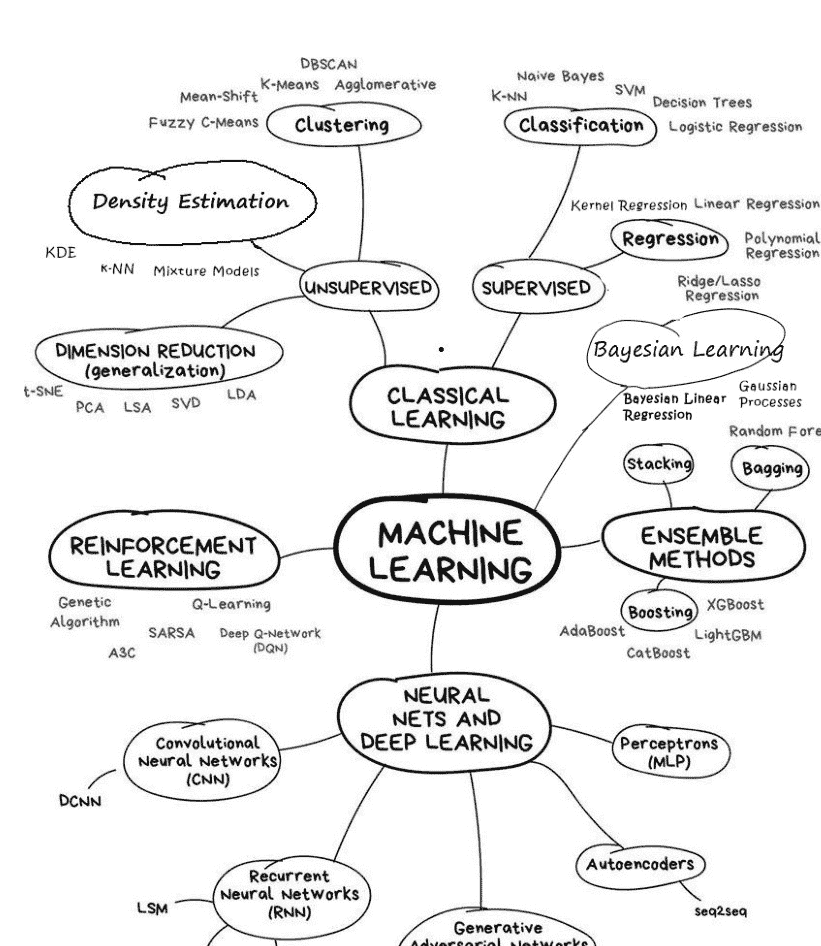 DBSCAN
K-Means Agglomerative
Mean-Shift
Fuzzy C-Means
Clustering
Naive Bayes
K-NN
SVM
Decision Trees
Classification
Logistic Regression
Density Estimation
KDE
K-NN
Mixture Models
Kernel Regression Linear Regression
Regression
Polynomial
Regression
Ridge/Lasso
Regression
UNSUPERVISED
SUPERVISED
DIMENSION REDUCTION
(generalization)
t-SNE
PCA
LSA
SVD
LDA
Bayesian Learning
Bayesian Linear
Regression
Gaussian
Processes
CLASSICAL
LEARNING
Random Fore
Stacking
Bagging
MACHINE
LEARNING
REINFORCEMENT
LEARNING
Genetic
Algorithm
Q-Learning
SARSA
Deep Q-Network
(DQN)
A3C
ENSEMBLE
METHODS
Boosting
XGBoost
AdaBoost
LightGBM
CatBoost
NEURAL
NETS AND
DEEP LEARNING
Convolutional
Neural Networks
(CNN)
DCNN
Perceptrons
(MLP)
Autoencoders
seq2seq
Recurrent
Neural Networks
(RNN)
LSM
Generative
Adversarial Networks